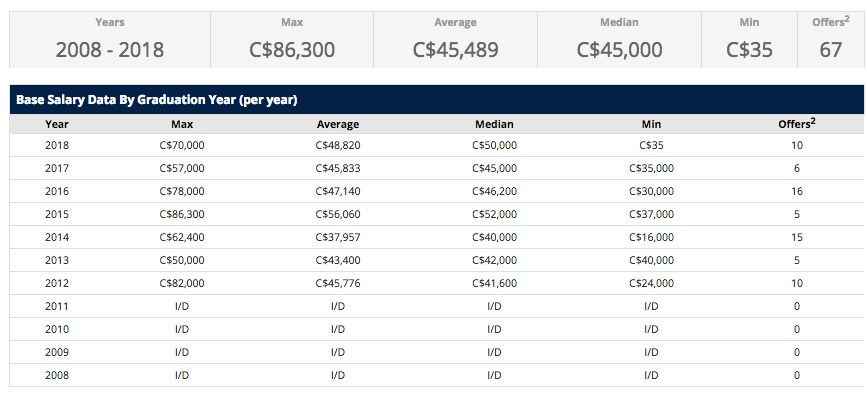 Years Max Average Median Min Offers2
2008 - 2018 C$86,300 C$45,489 C$45,000 C$35 67
Base Salary Data By Graduation Year (per year)
Year Max Average Median Min Offers2
2018 C$70,000 C$48,820 C$50,000 C$35 10
2017 C$57,000 C$45,833 C$45,000 C$35,000 6
2016 C$78,000 C$47,140 C$46,200 C$30,000 16
2015 C$86,300 C$56,060 C$52,000 C$37,000 5
2014 C$62,400 C$37,957 C$40,000 C$16,000 15
2013 C$50,000 C$43,400 C$42,000 C$40,000 5
2012 C$82,000 C$45,776 C$41,600 C$24,000 10
2011 I/D I/D I/D I/D 0
2010 I/D I/D I/D I/D 0
2009 I/D I/D I/D I/D 0
2008 I/D I/D I/D I/D 0